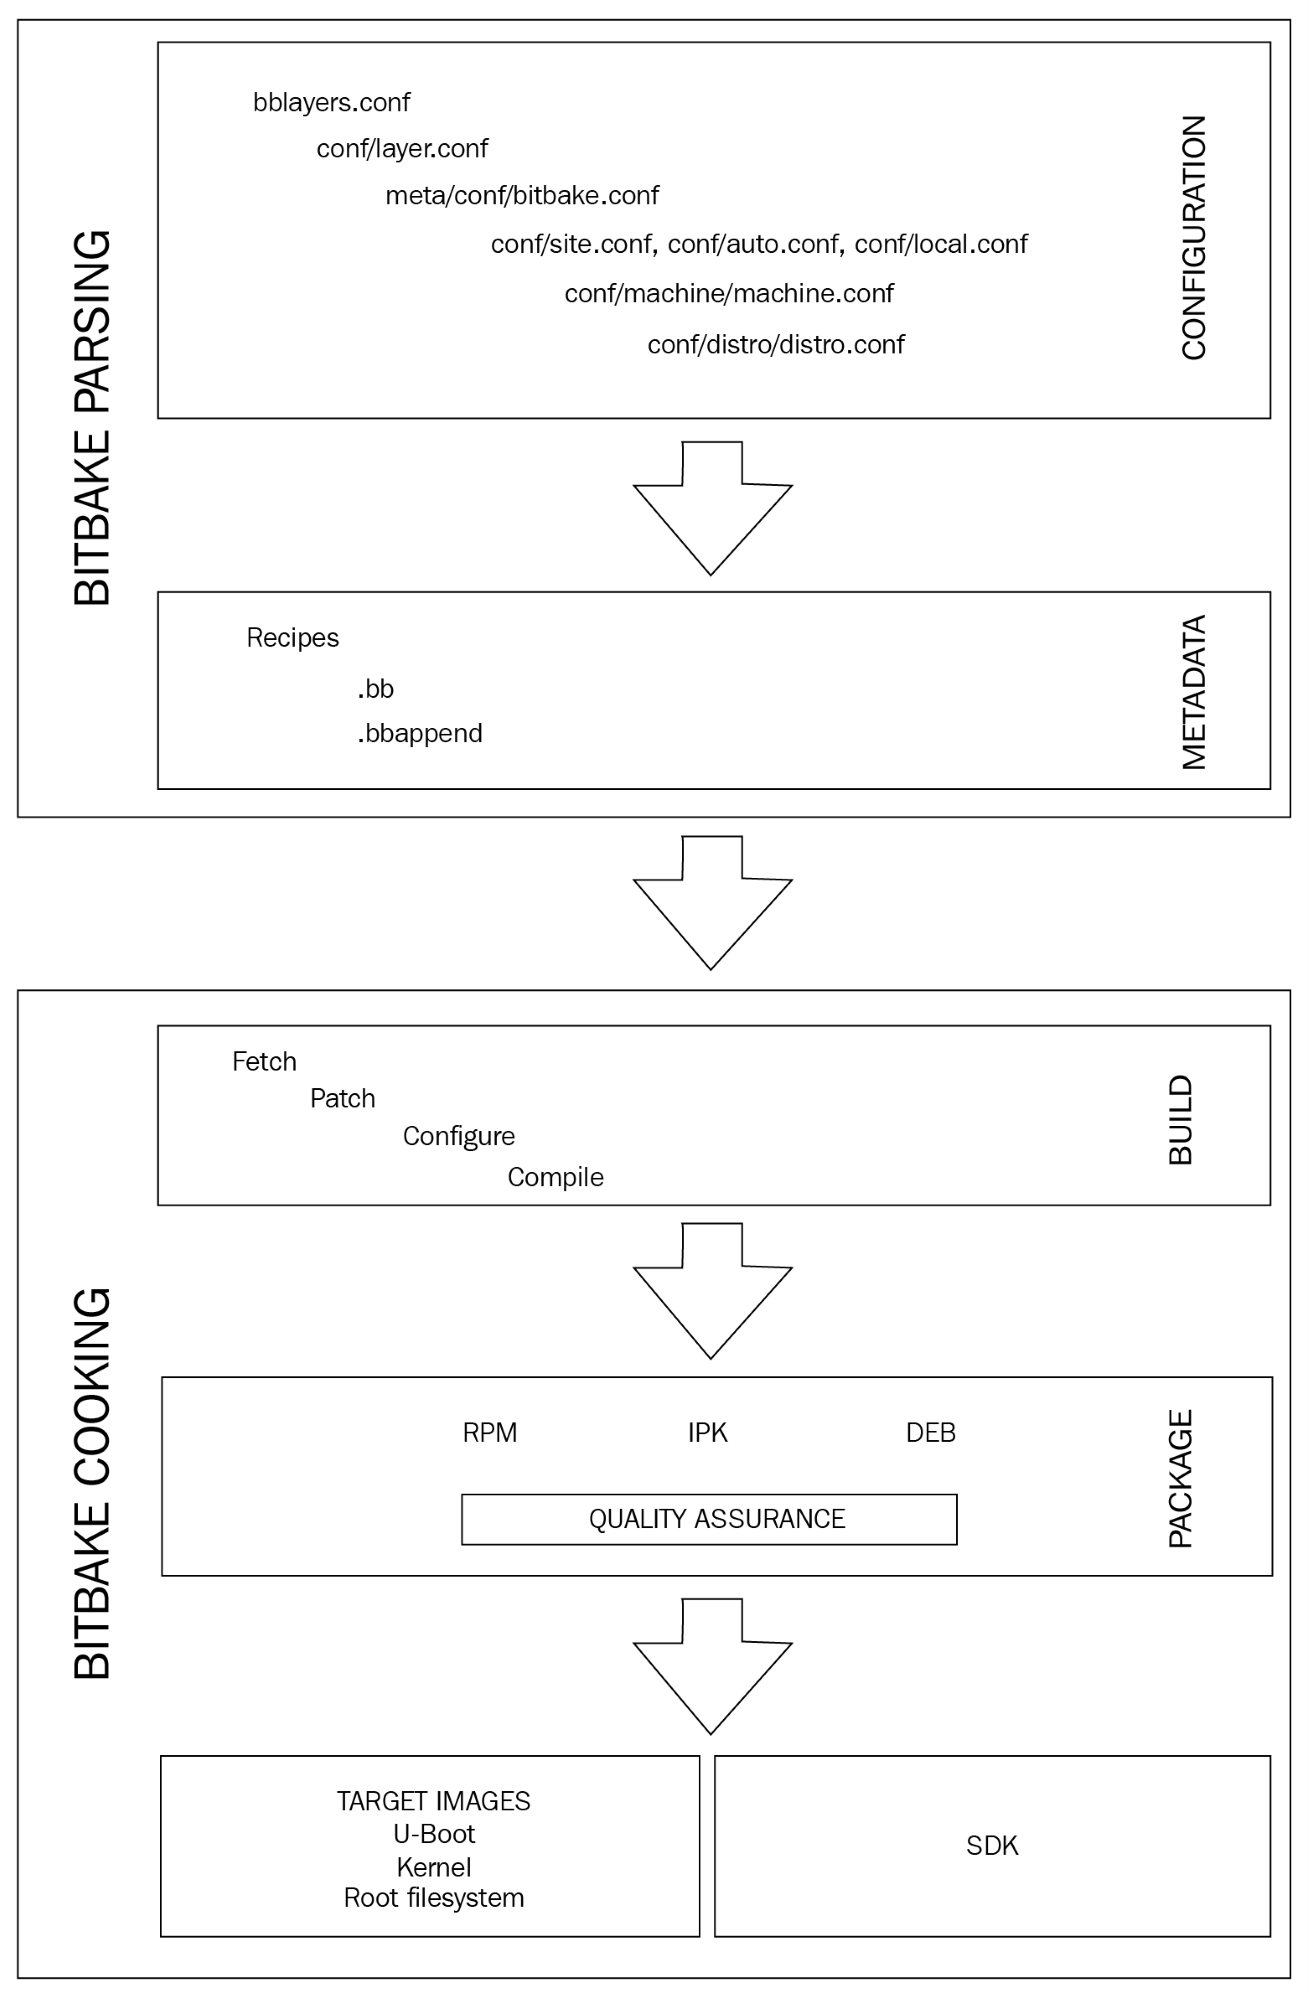 BITBAKE PARSING
bblayers.conf
conf/layer.conf
meta/conf/bitbake.conf
conf/site.conf, conf/auto.conf, conf/local.conf
conf/machine/machine.conf
conf/distro/distro.conf
CONFIGURATION
Recipes
.bb
.bbappend
METADATA
BITBAKE COOKING
Fetch
Patch
Configure
Compile
BUILD
RPM IPK DEB
QUALITY ASSURANCE
PACKAGE
TARGET IMAGES
U-Boot
Kernel
Root filesystem
SDK